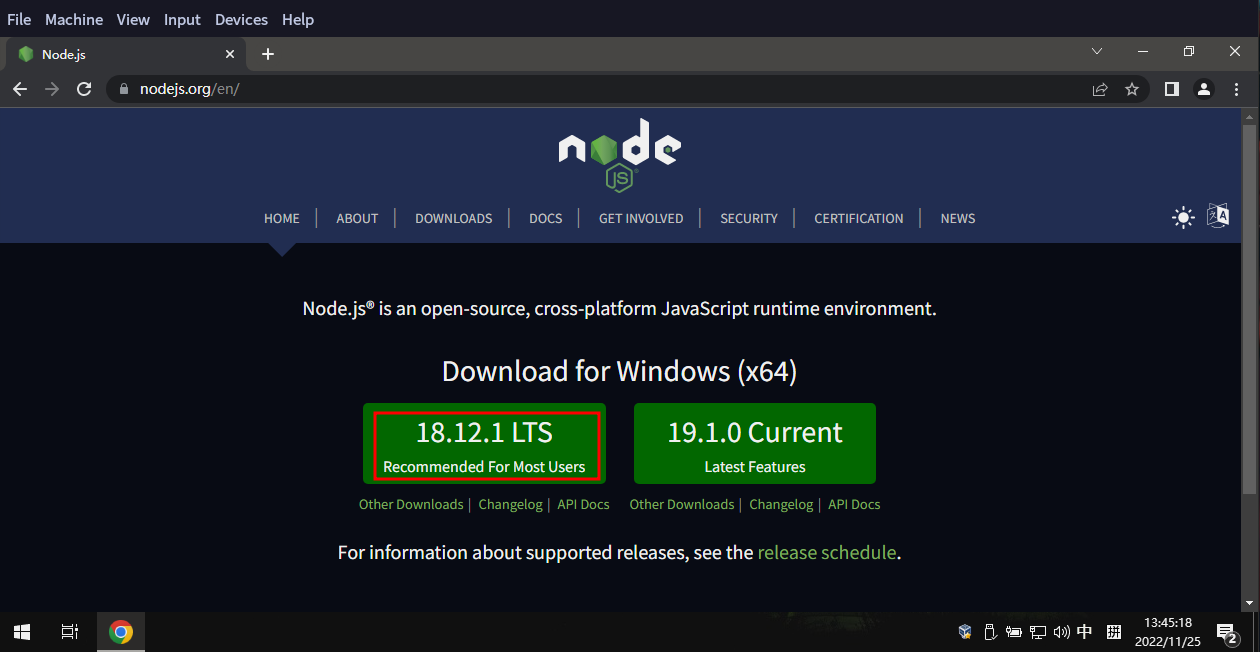 File Machine View Input Devices Help
Node.js
nodejs.org/en/
node
JS
HOME ABOUT DOWNLOADS DOCS GET INVOLVED SECURITY CERTIFICATION NEWS
Node.js® is an open-source, cross-platform JavaScript runtime environment.
Download for Windows (x64)
18.12.1 LTS
Recommended For Most Users
19.1.0 Current
Latest Features
Other Downloads | Changelog | API Docs
Other Downloads | Changelog | API Docs
For information about supported releases, see the release schedule.
中 拼
13:45:18
2022/11/25
2